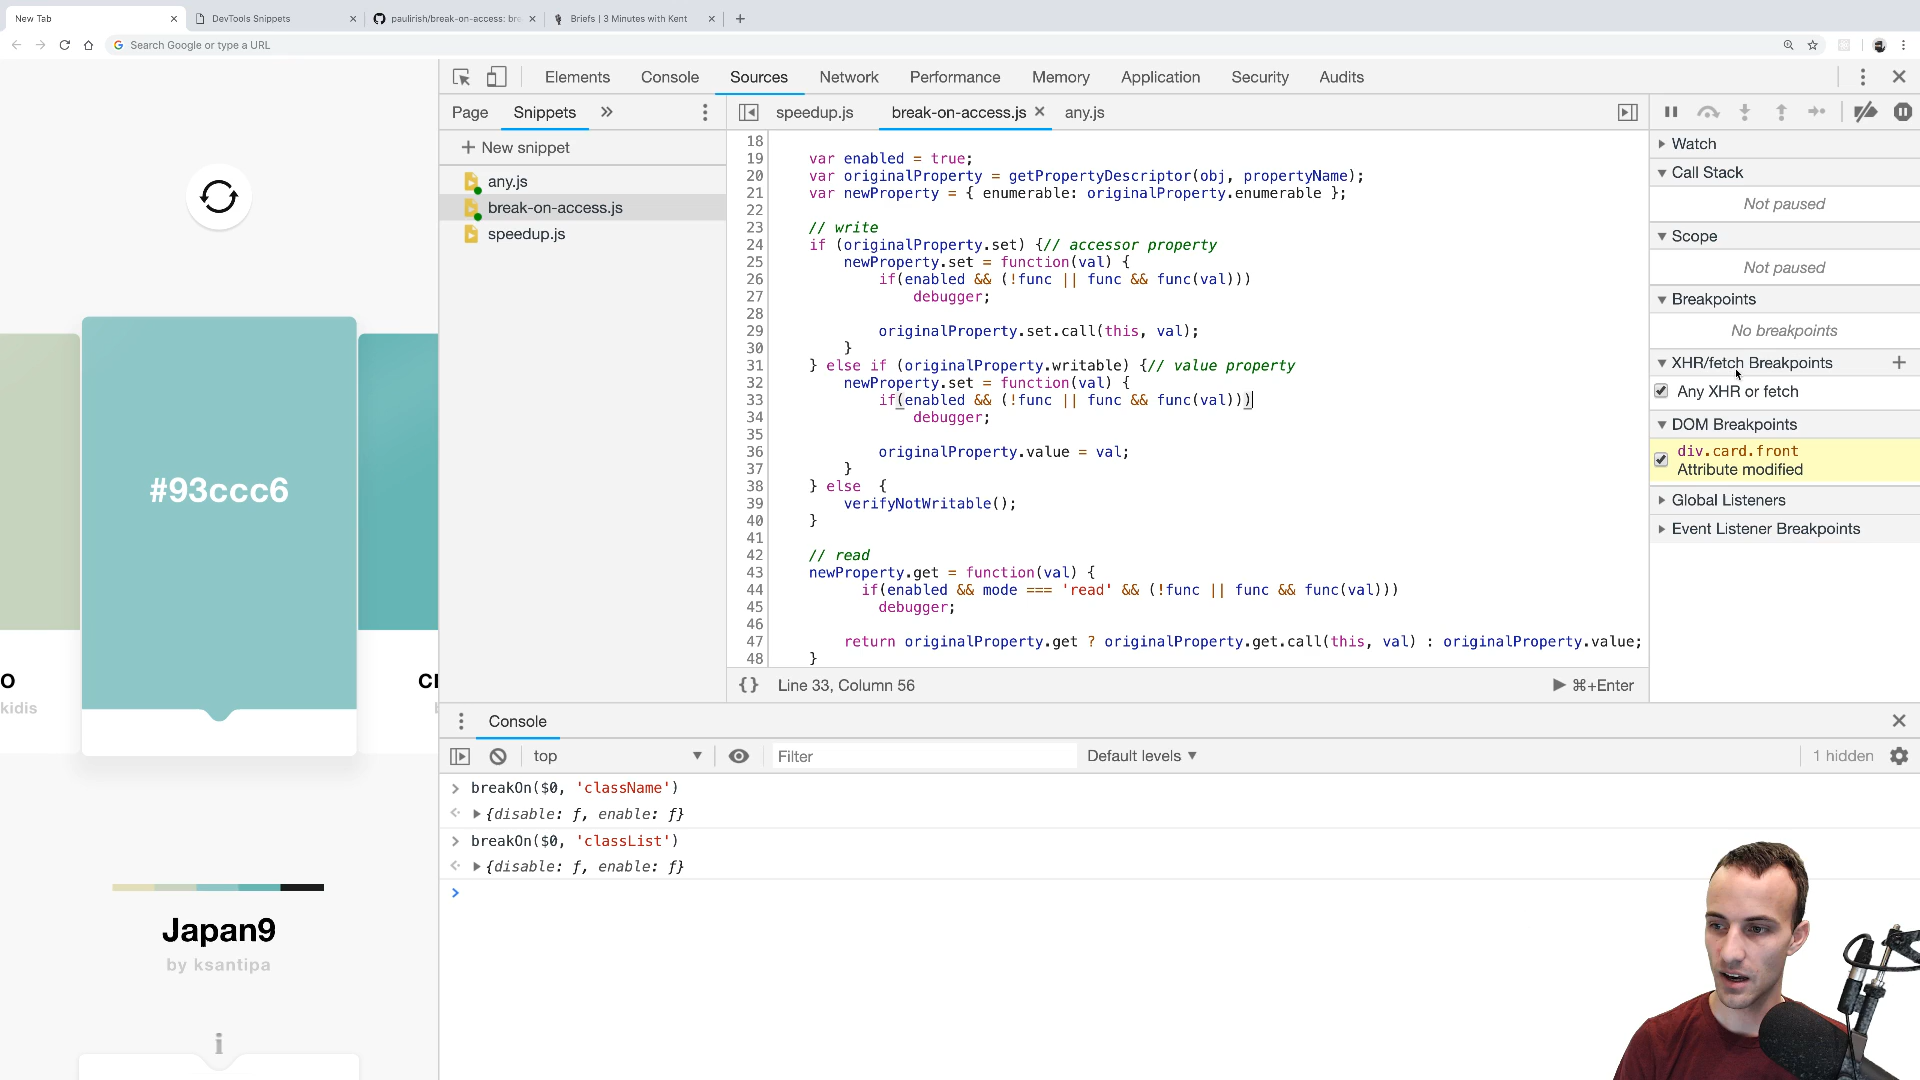 New Tab
DevTools Snippets
paulirish/break-on-access: bre
Briefs | 3 Minutes with Kent
Search Google or type a URL
Elements Console Sources Network Performance Memory Application Security Audits
Page Snippets
speedup.js break-on-access.js any.js
New snippet
any.js
break-on-access.js
speedup.js
18
19 var enabled = true;
20 var originalProperty = getPropertyDescriptor(obj, propertyName);
21 var newProperty = { enumerable: originalProperty.enumerable };
22
23 // write
24 if (originalProperty.set) {// accessor property
25 newProperty.set = function(val) {
26 if(enabled && (!func || func && func(val)))
27 debugger;
28
29 originalProperty.set.call(this, val);
30 }
31 } else if (originalProperty.writable) {// value property
32 newProperty.set = function(val) {
33 if(enabled && (!func || func && func(val)))
34 debugger;
35
36 originalProperty.value = val;
37 }
38 } else {
39 verifyNotWritable();
40 }
41
42 // read
43 newProperty.get = function(val) {
44 if(enabled && mode === 'read' && (!func || func && func(val)))
45 debugger;
46
47 return originalProperty.get ? originalProperty.get.call(this, val) : originalProperty.value;
48 }
{} Line 33, Column 56
⌘+Enter
Watch
Call Stack
Not paused
Scope
Not paused
Breakpoints
No breakpoints
XHR/fetch Breakpoints
Any XHR or fetch
DOM Breakpoints
div.card.front
Attribute modified
Global Listeners
Event Listener Breakpoints
Console
top
Filter
Default levels
1 hidden
breakOn($0, 'className')
{disable: ƒ, enable: ƒ}
breakOn($0, 'classList')
{disable: ƒ, enable: ƒ}
#93ccc6
kidis
Japan9
by ksantipa
i